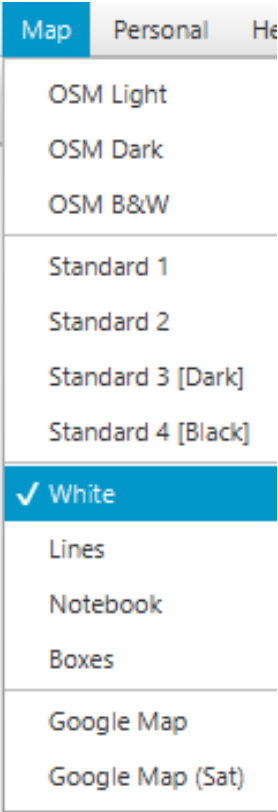 Map Personal He
OSM Light
OSM Dark
OSM B&W
Standard 1
Standard 2
Standard 3 [Dark]
Standard 4 [Black]
White
Lines
Notebook
Boxes
Google Map
Google Map (Sat)